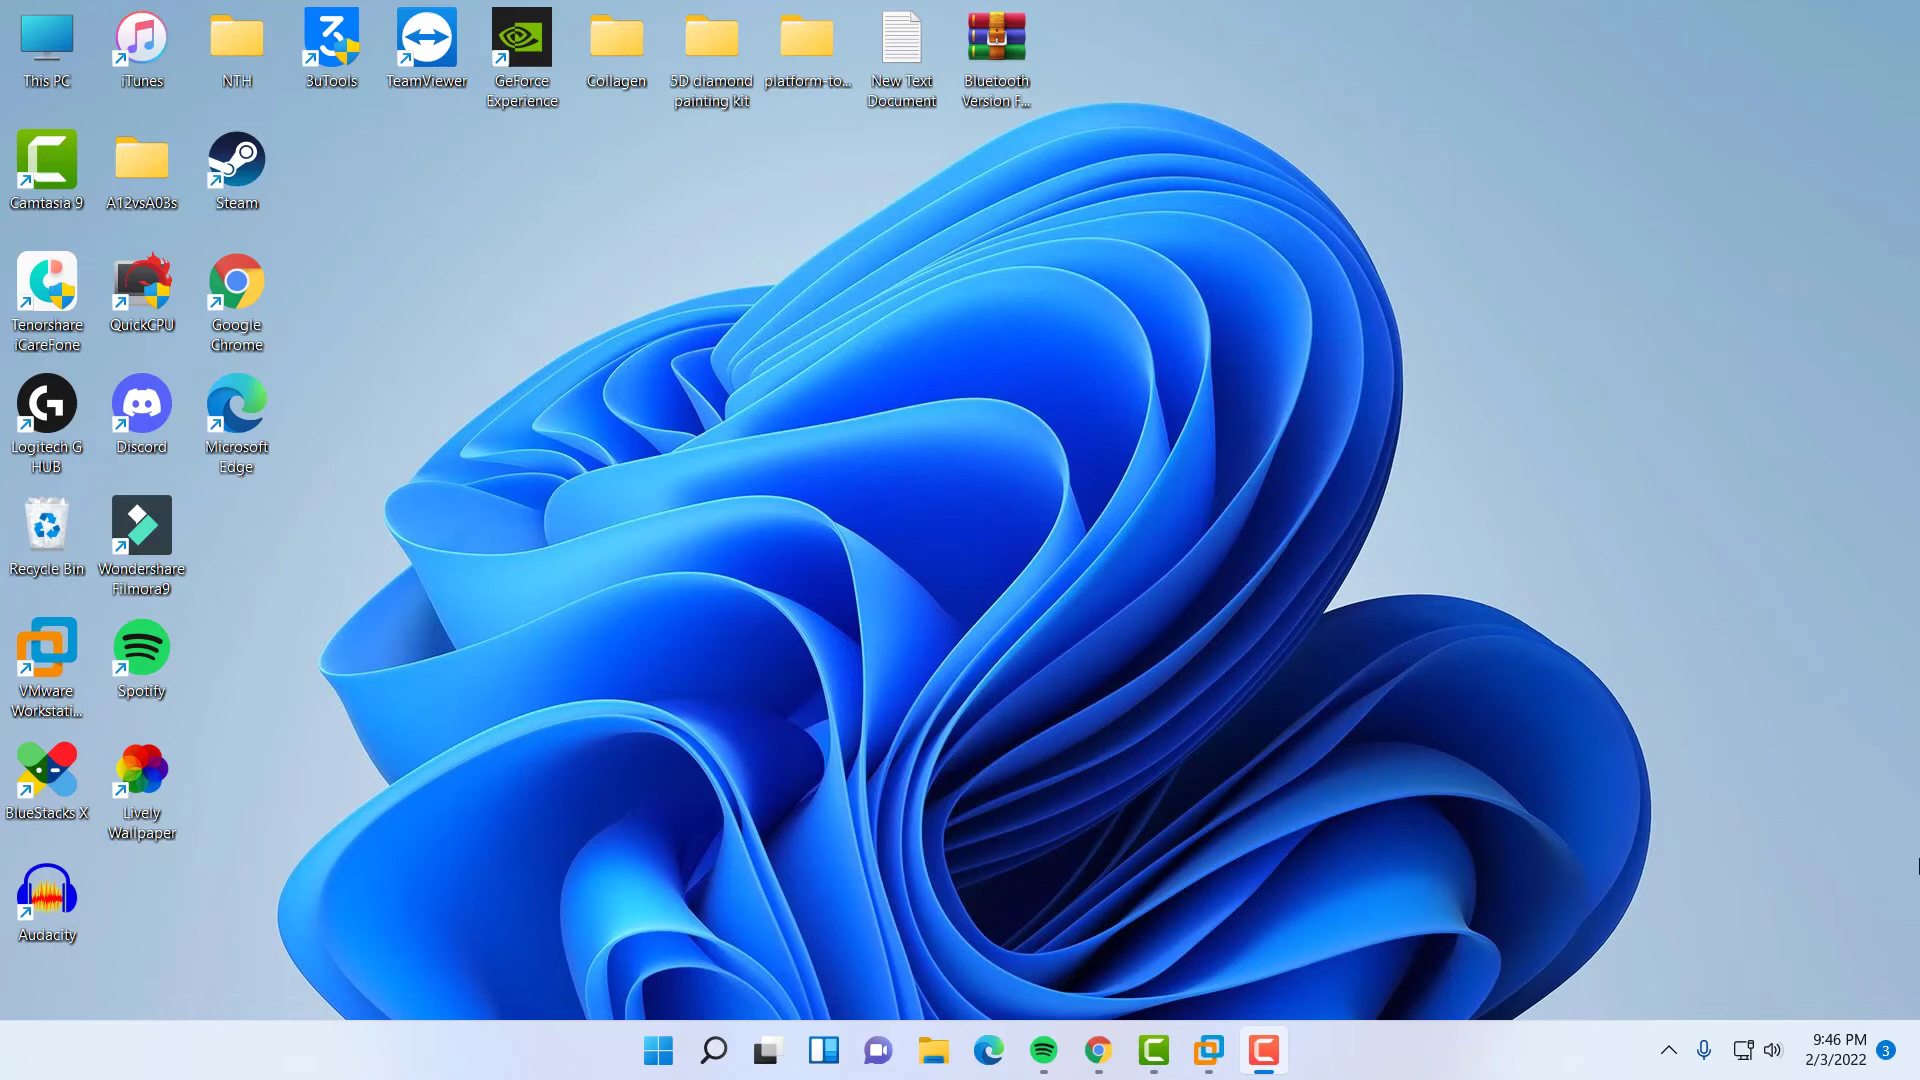 This PC
iTunes
NTH
3uTools
TeamViewer
GeForce
Experience
Collagen
5D diamond
painting kit
platform-to...
New Text
Document
Bluetooth
Version F...
Camtasia 9
A12vsA03s
Steam
Tenorshare
iCareFone
QuickCPU
Google
Chrome
Logitech G
HUB
Discord
Microsoft
Edge
Recycle Bin
Wondershare
Filmora9
VMware
Workstati...
Spotify
BlueStacks X
Lively
Wallpaper
Audacity
9:46 PM
2/3/2022
3